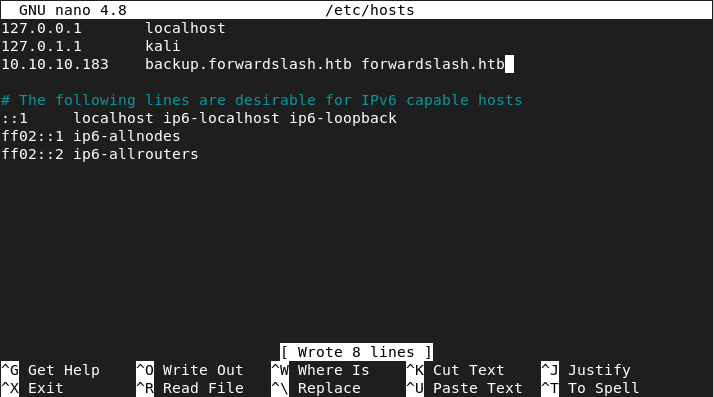 GNU nano 4.8 /etc/hosts
127.0.0.1 localhost
127.0.1.1 kali
10.10.10.183 backup.forwardslash.htb forwardslash.htb
# The following lines are desirable for IPv6 capable hosts
::1 localhost ip6-localhost ip6-loopback
ff02::1 ip6-allnodes
ff02::2 ip6-allrouters
[ Wrote 8 lines ]
^G Get Help ^O Write Out ^W Where Is ^K Cut Text ^J Justify
^X Exit ^R Read File ^\ Replace ^U Paste Text ^T To Spell